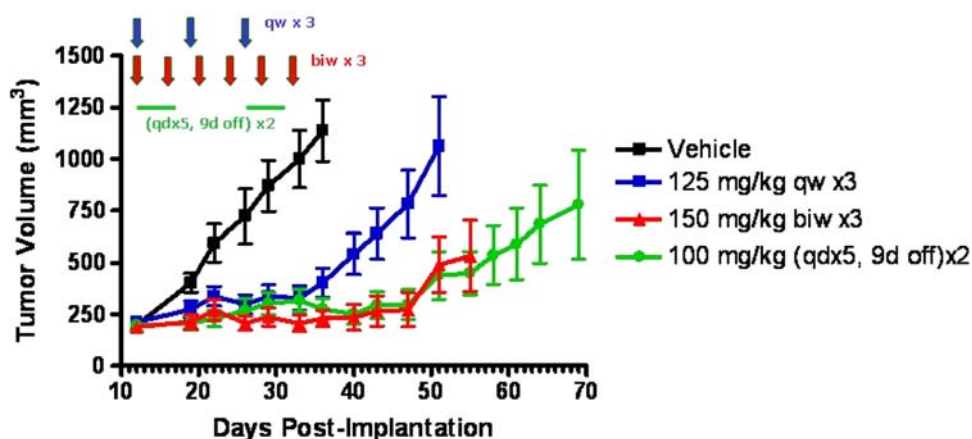 qw x 3
biw x 3
(qdx5, 9d off) x2
1500
1250
1000
750
500
250
0
Tumor Volume (mm³)
10 20 30 40 50 60 70
Days Post-Implantation
Vehicle
125 mg/kg qw x3
150 mg/kg biw x3
100 mg/kg (qdx5, 9d off)x2